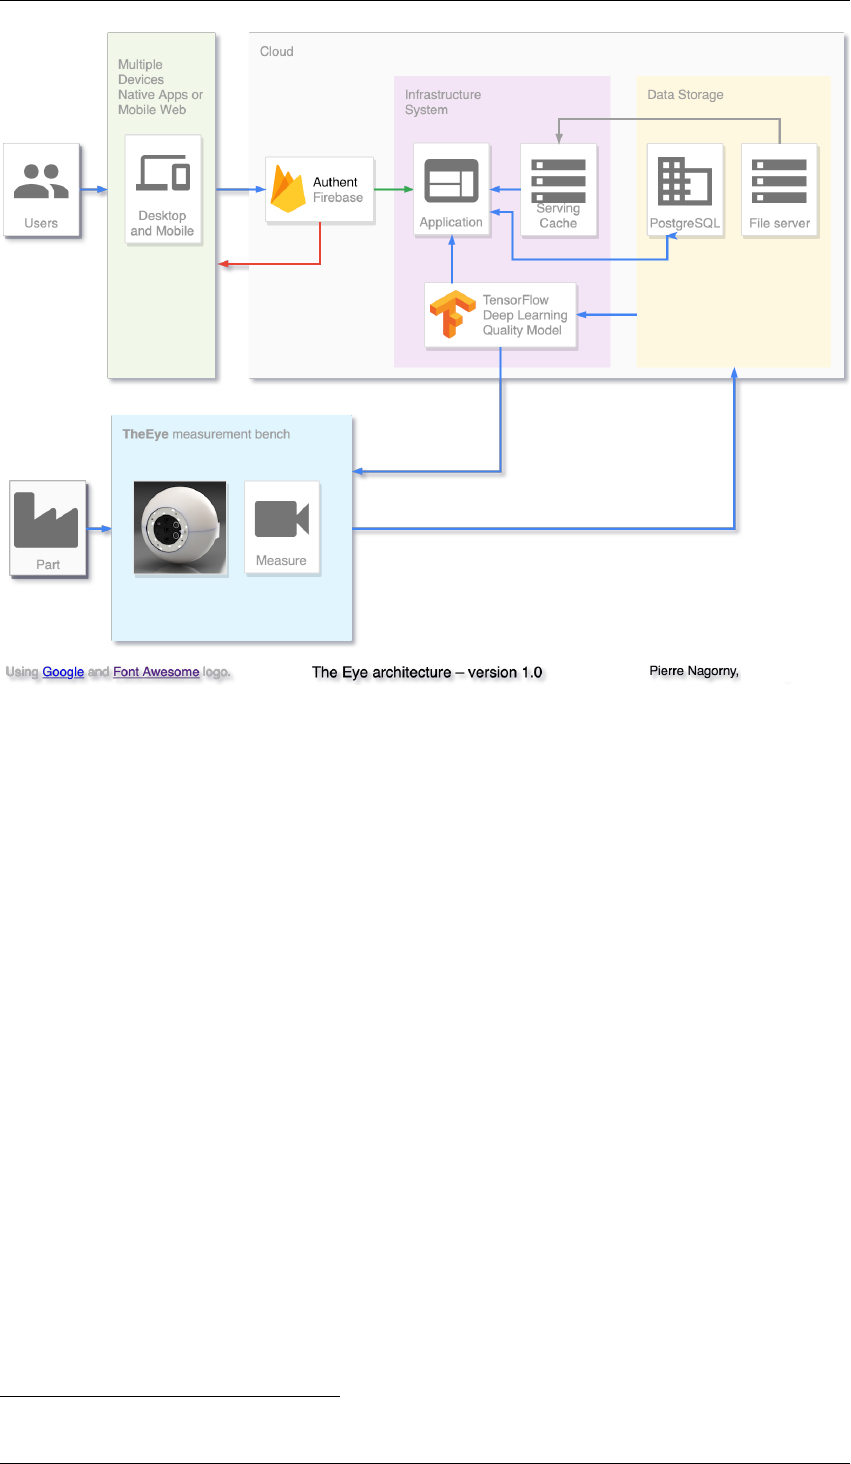 Cloud
Multiple
Devices
Native Apps or
Mobile Web
Infrastructure
System
Data Storage
Users
Desktop
and Mobile
Authent
Firebase
Application
Serving
Cache
PostgreSQL
File server
TensorFlow
Deep Learning
Quality Model
TheEye measurement bench
Part
Measure
Using Google and Font Awesome logo.
The Eye architecture – version 1.0
Pierre Nagorny,